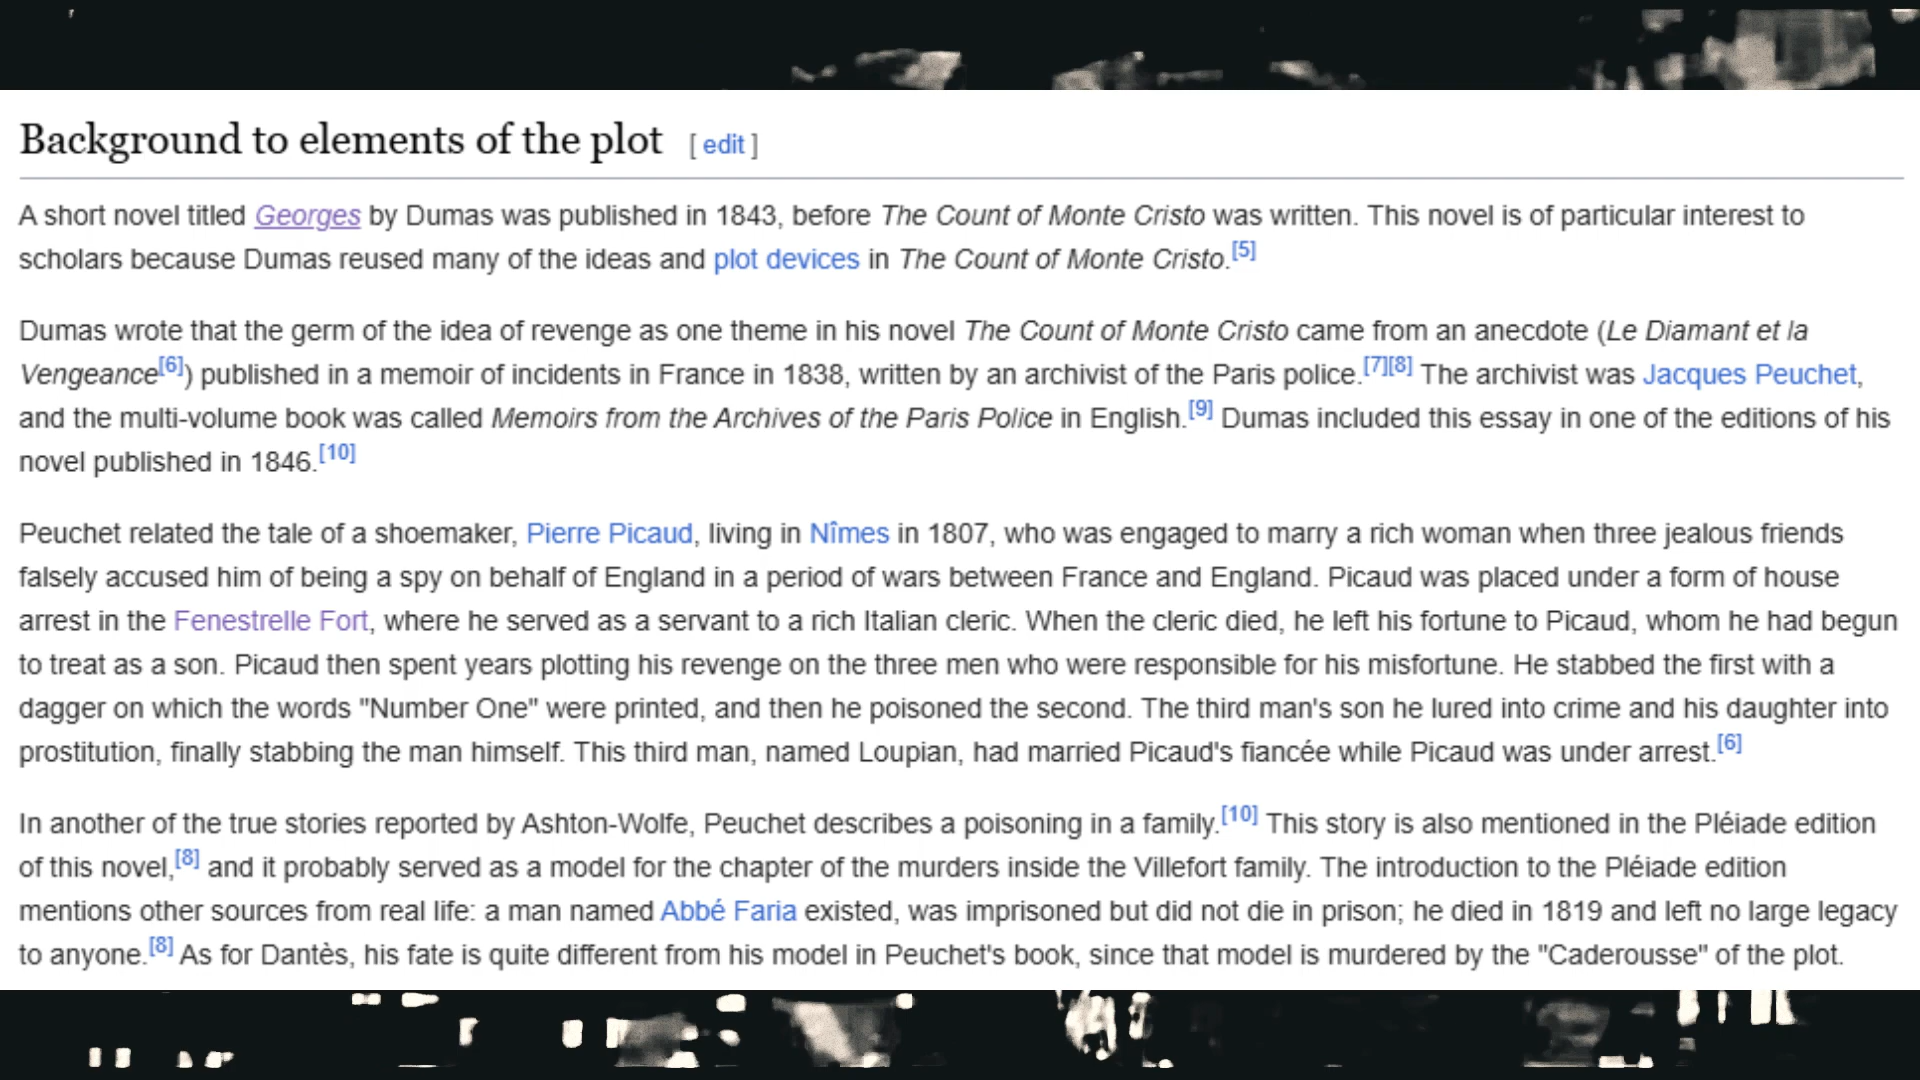 Background to elements of the plot [ edit ]
A short novel titled Georges by Dumas was published in 1843, before The Count of Monte Cristo was written. This novel is of particular interest to
scholars because Dumas reused many of the ideas and plot devices in The Count of Monte Cristo.[5]
Dumas wrote that the germ of the idea of revenge as one theme in his novel The Count of Monte Cristo came from an anecdote (Le Diamant et la
Vengeance[6]) published in a memoir of incidents in France in 1838, written by an archivist of the Paris police.[7][8] The archivist was Jacques Peuchet,
and the multi-volume book was called Memoirs from the Archives of the Paris Police in English.[9] Dumas included this essay in one of the editions of his
novel published in 1846.[10]
Peuchet related the tale of a shoemaker, Pierre Picaud, living in Nîmes in 1807, who was engaged to marry a rich woman when three jealous friends
falsely accused him of being a spy on behalf of England in a period of wars between France and England. Picaud was placed under a form of house
arrest in the Fenestrelle Fort, where he served as a servant to a rich Italian cleric. When the cleric died, he left his fortune to Picaud, whom he had begun
to treat as a son. Picaud then spent years plotting his revenge on the three men who were responsible for his misfortune. He stabbed the first with a
dagger on which the words "Number One" were printed, and then he poisoned the second. The third man's son he lured into crime and his daughter into
prostitution, finally stabbing the man himself. This third man, named Loupian, had married Picaud's fiancée while Picaud was under arrest.[6]
In another of the true stories reported by Ashton-Wolfe, Peuchet describes a poisoning in a family.[10] This story is also mentioned in the Pléiade edition
of this novel,[8] and it probably served as a model for the chapter of the murders inside the Villefort family. The introduction to the Pléiade edition
mentions other sources from real life: a man named Abbé Faria existed, was imprisoned but did not die in prison; he died in 1819 and left no large legacy
to anyone.[8] As for Dantès, his fate is quite different from his model in Peuchet's book, since that model is murdered by the "Caderousse" of the plot.